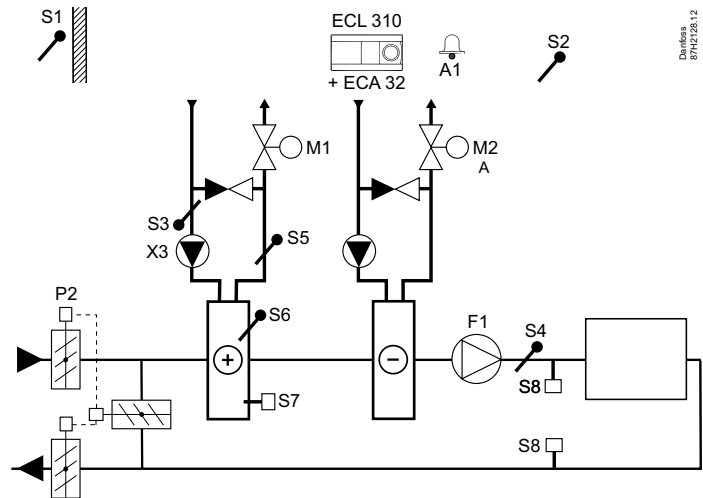 S1
ECL 310
+ ECA 32
A1
S2
Danfoss
87H2128.12
M1
M2
A
S3
S5
X3
P2
S6
F1
S4
+
−
S7
S8
S8